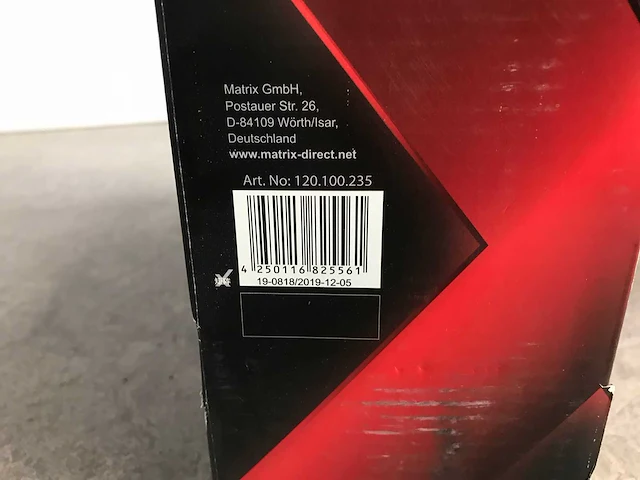 Matrix GmbH,
Postauer Str. 26,
D-84109 Wörth/Isar,
Deutschland
www.matrix-direct.net
Art. No: 120.100.235
4 250116 825561
19-0818/2019-12-05